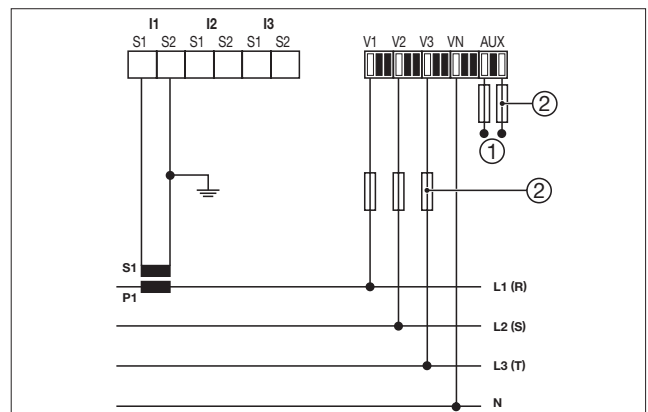 I1 I2 I3
S1 S2 S1 S2 S1 S2 V1 V2 V3 VN AUX
2
1
2
S1
P1
L1 (R)
L2 (S)
L3 (T)
N